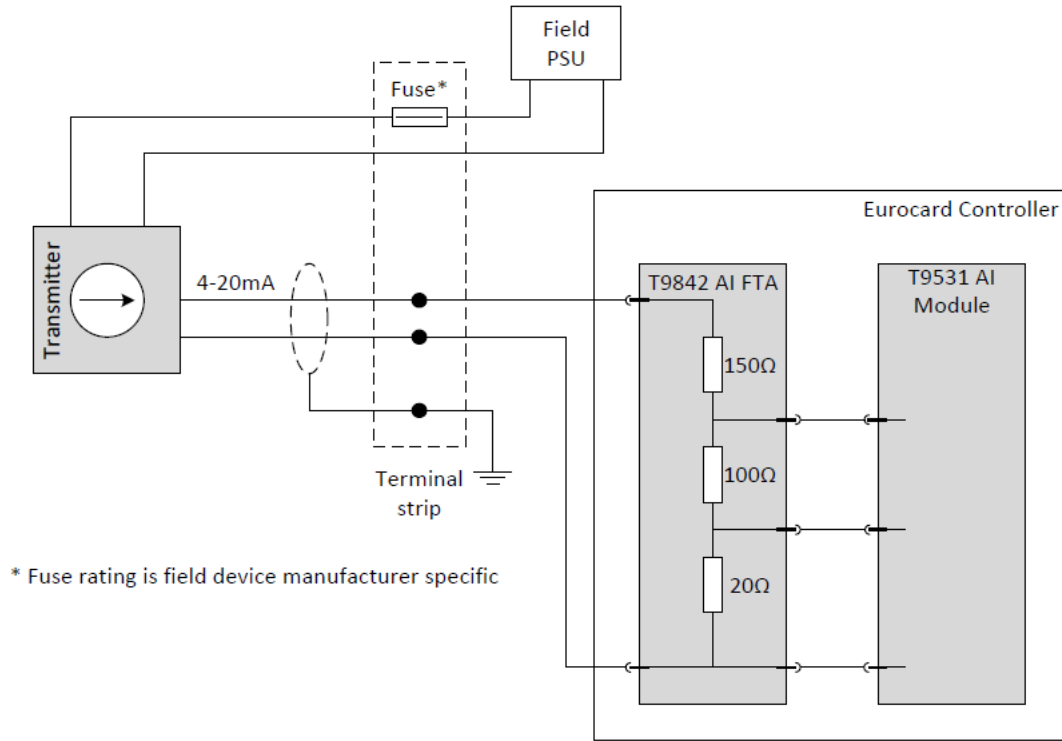 Field
PSU
Fuse*
Eurocard Controller
Transmitter
4-20mA
T9842 AI FTA
T9531 AI
Module
150Ω
100Ω
20Ω
Terminal
strip
* Fuse rating is field device manufacturer specific